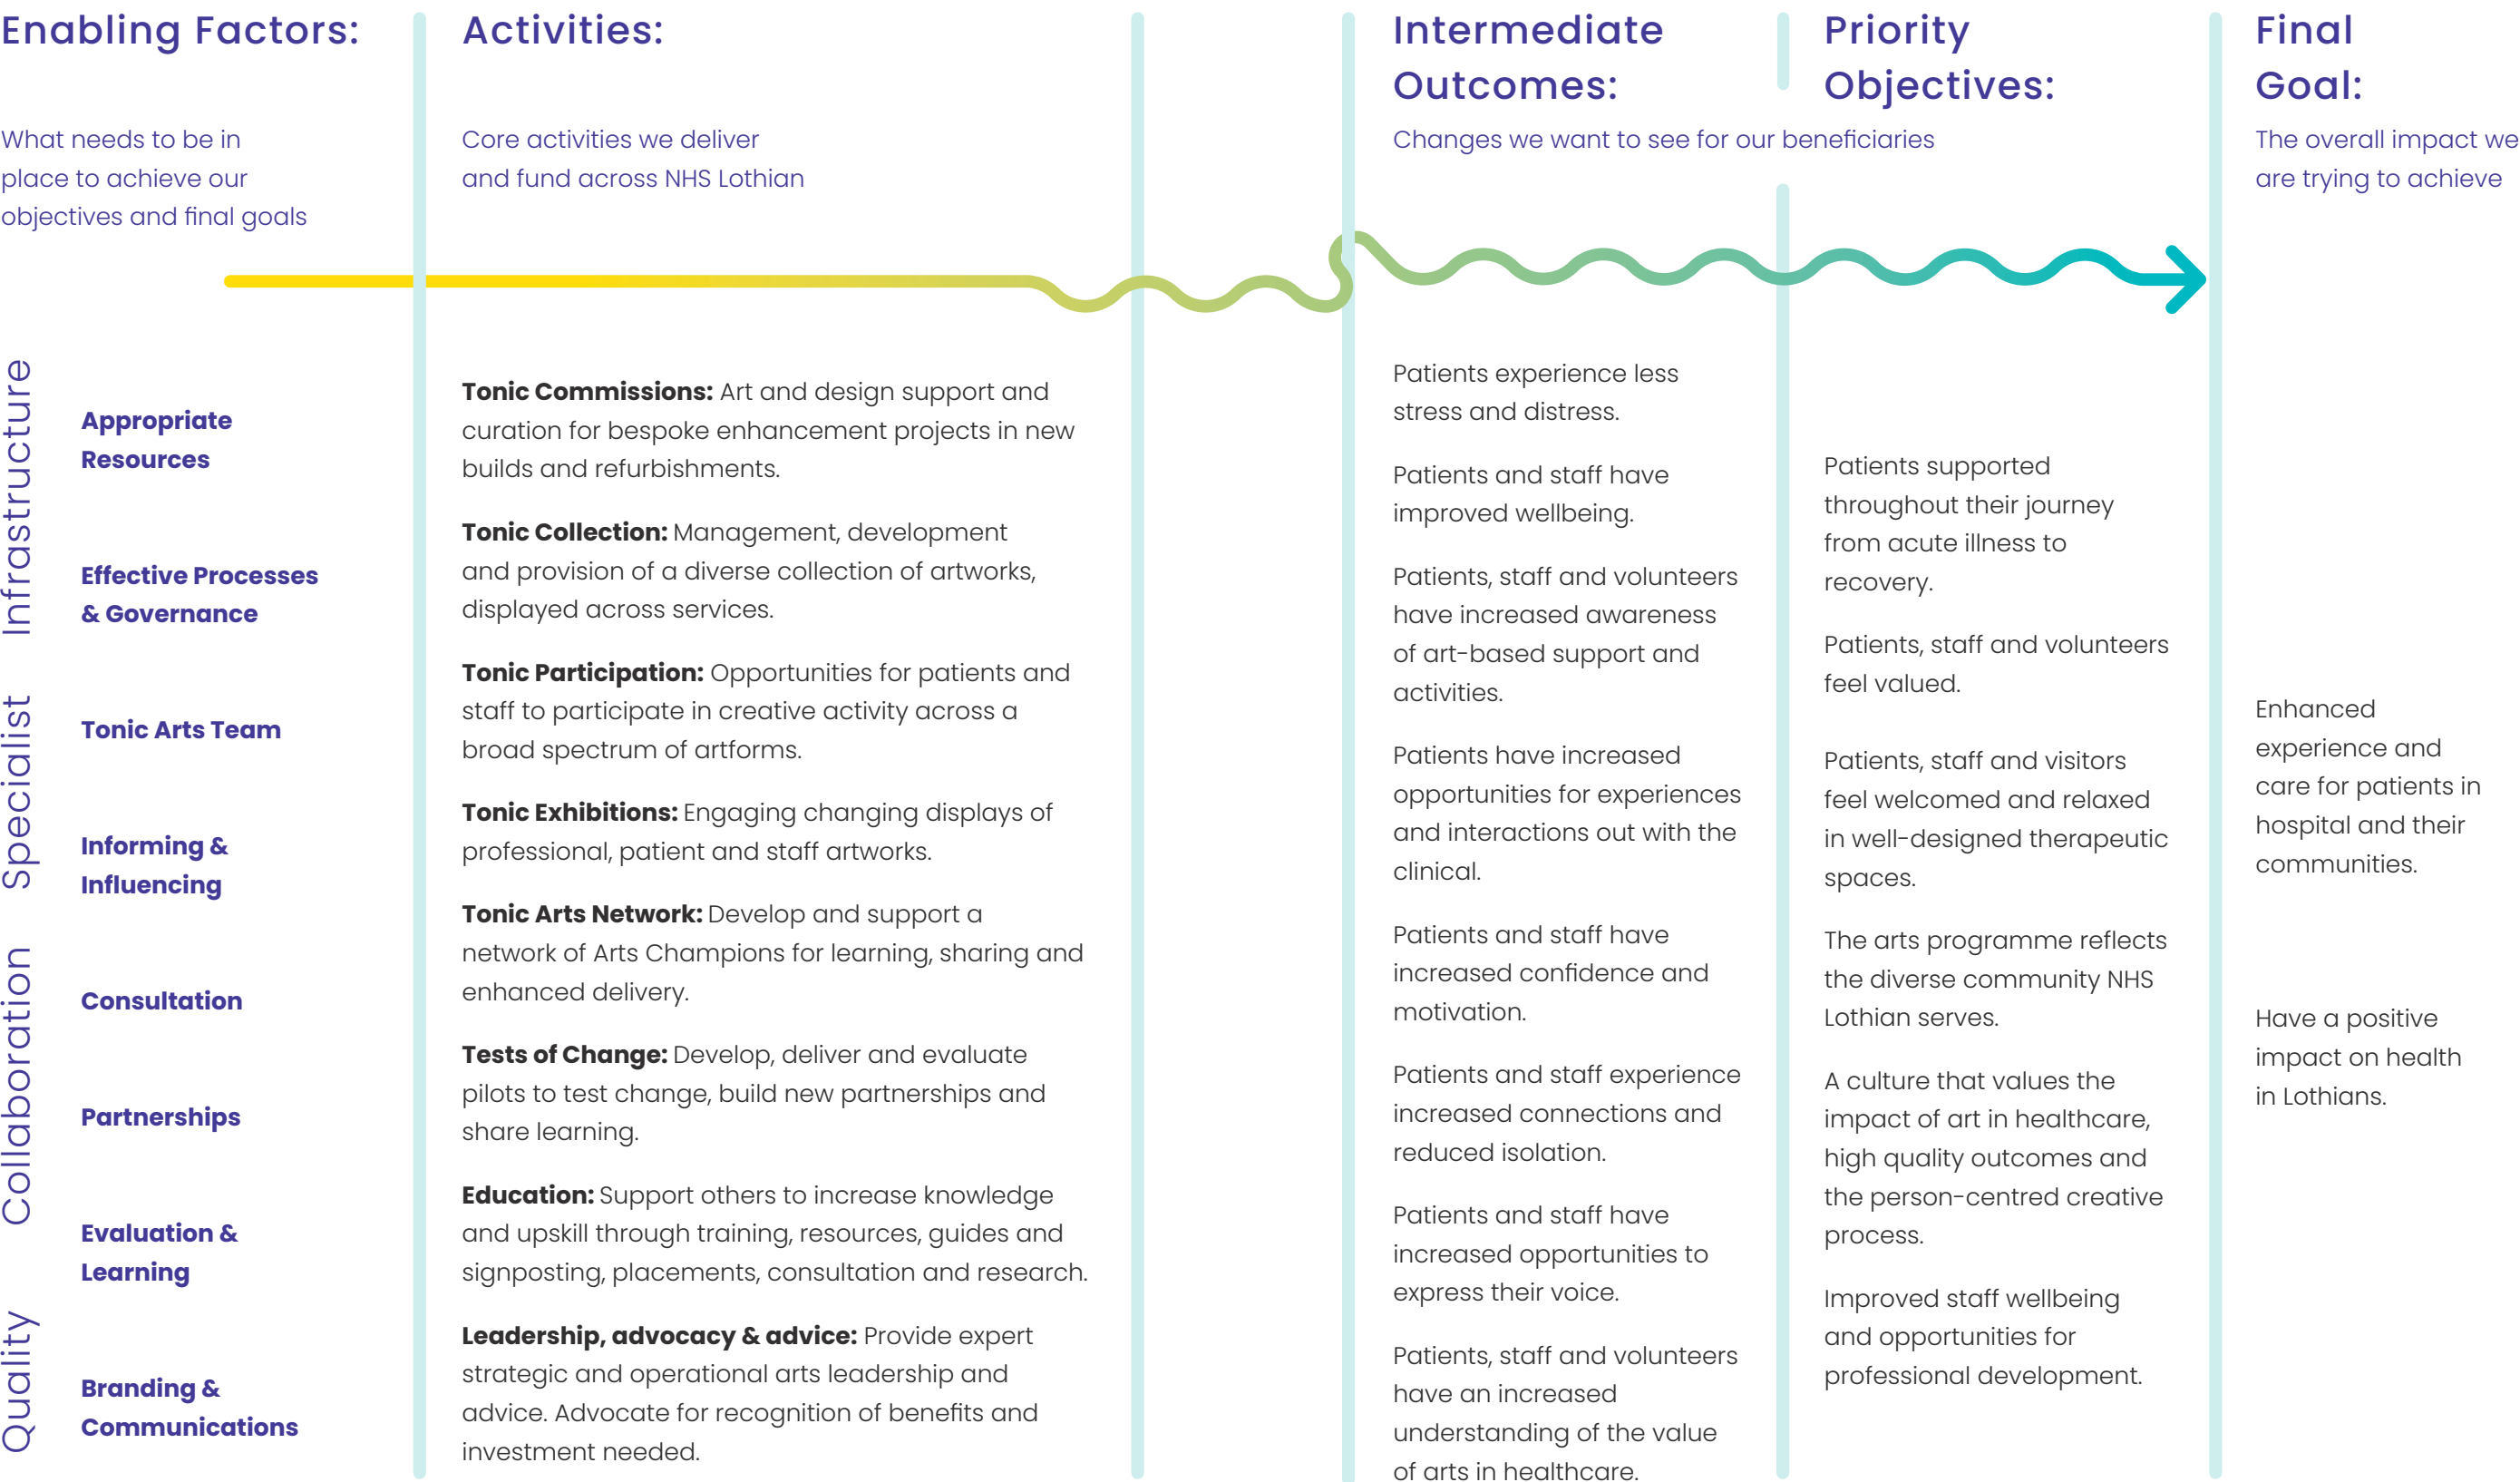 Enabling Factors:
What needs to be in
place to achieve our
objectives and final goals
Infrastructure
Appropriate
Resources
Effective Processes
& Governance
Specialist
Tonic Arts Team
Informing &
Influencing
Collaboration
Consultation
Partnerships
Quality
Evaluation &
Learning
Branding &
Communications
Activities:
Core activities we deliver
and fund across NHS Lothian
Tonic Commissions: Art and design support and
curation for bespoke enhancement projects in new
builds and refurbishments.
Tonic Collection: Management, development
and provision of a diverse collection of artworks,
displayed across services.
Tonic Participation: Opportunities for patients and
staff to participate in creative activity across a
broad spectrum of artforms.
Tonic Exhibitions: Engaging changing displays of
professional, patient and staff artworks.
Tonic Arts Network: Develop and support a
network of Arts Champions for learning, sharing and
enhanced delivery.
Tests of Change: Develop, deliver and evaluate
pilots to test change, build new partnerships and
share learning.
Education: Support others to increase knowledge
and upskill through training, resources, guides and
signposting, placements, consultation and research.
Leadership, advocacy & advice: Provide expert
strategic and operational arts leadership and
advice. Advocate for recognition of benefits and
investment needed.
Intermediate
Outcomes:
Priority
Objectives:
Changes we want to see for our beneficiaries
Patients experience less
stress and distress.
Patients and staff have
improved wellbeing.
Patients, staff and volunteers
have increased awareness
of art-based support and
activities.
Patients have increased
opportunities for experiences
and interactions out with the
clinical.
Patients and staff have
increased confidence and
motivation.
Patients and staff experience
increased connections and
reduced isolation.
Patients and staff have
increased opportunities to
express their voice.
Patients, staff and volunteers
have an increased
understanding of the value
of arts in healthcare.
Patients supported
throughout their journey
from acute illness to
recovery.
Patients, staff and volunteers
feel valued.
Patients, staff and visitors
feel welcomed and relaxed
in well-designed therapeutic
spaces.
The arts programme reflects
the diverse community NHS
Lothian serves.
A culture that values the
impact of art in healthcare,
high quality outcomes and
the person-centred creative
process.
Improved staff wellbeing
and opportunities for
professional development.
Final
Goal:
The overall impact we
are trying to achieve
Enhanced
experience and
care for patients in
hospital and their
communities.
Have a positive
impact on health
in Lothians.